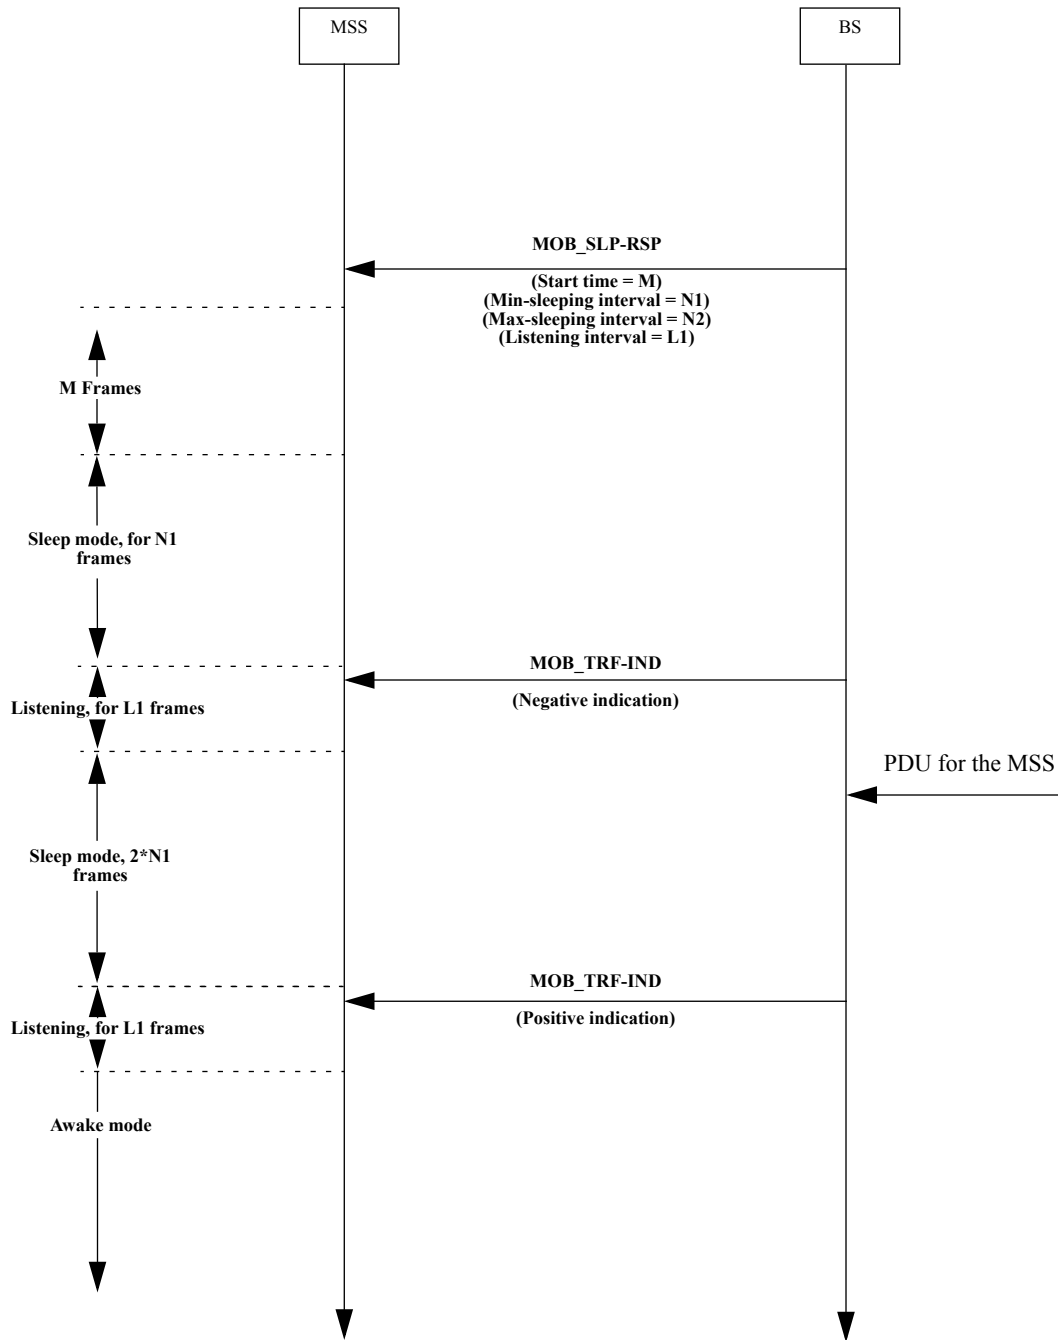 MSS
BS
MOB_SLP-RSP
(Start time = M)
(Min-sleeping interval = N1)
(Max-sleeping interval = N2)
(Listening interval = L1)
M Frames
Sleep mode, for N1
frames
MOB_TRF-IND
(Negative indication)
Listening, for L1 frames
PDU for the MSS
Sleep mode, 2*N1
frames
MOB_TRF-IND
(Positive indication)
Listening, for L1 frames
Awake mode